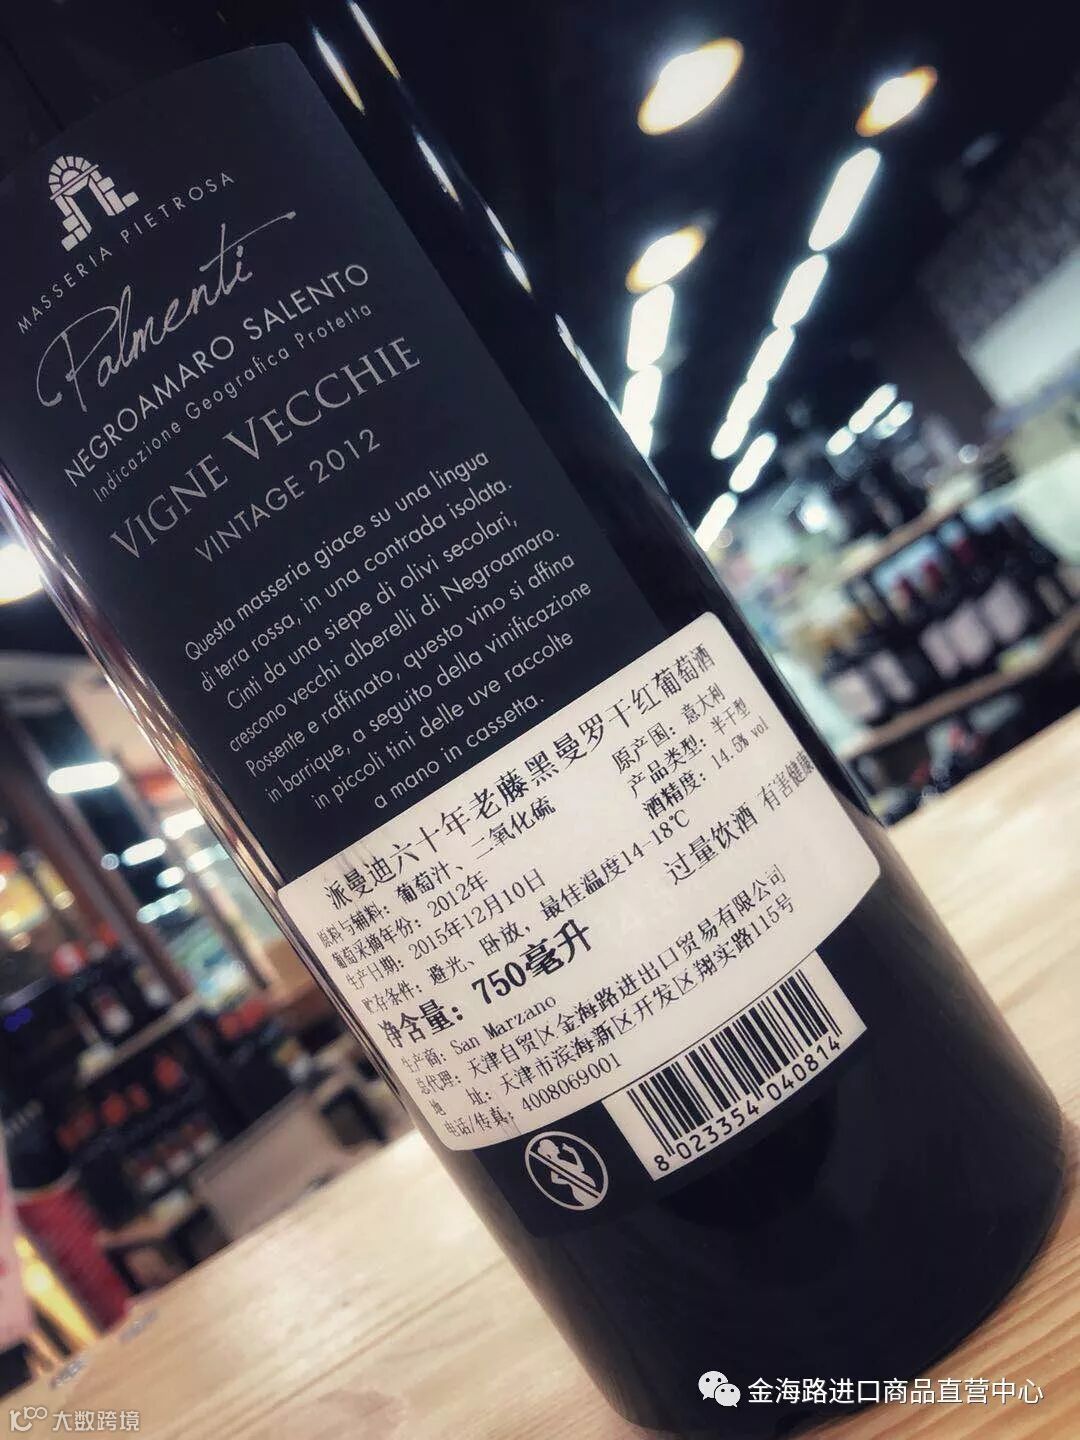 MASSERIA PIETROSA
Palmenti
NEGROAMARO SALENTO
Indicazione Geografica Protetta
VIGNE VECCHIE
VINTAGE 2012
Questa masseria giace su una lingua
di terra rossa, in una contrada isolata.
Cinti da una siepe di olivi secolari,
crescono vecchi alberelli di Negroamaro.
Possente e raffinato, questo vino si affina
in barrique, a seguito della vinificazione
in piccoli tini delle uve raccolte
a mano in cassetta.
派曼迪六十年老藤黑曼罗干红葡萄酒
原料与辅料：葡萄汁、二氧化硫 原产国：意大利
葡萄采摘年份：2012年 产品类型：半干型
生产日期：2015年12月10日 酒精度：14.5% vol
贮存条件：避光、卧放，最佳温度14-18℃
净含量：750毫升 过量饮酒 有害健康
生产商：San Marzano
总代理：天津自贸区金海路进出口贸易有限公司
地 址：天津市滨海新区开发区翔实路115号
电话/传真：4008069001
8 023354 040814
金海路进口商品直营中心
大数跨境